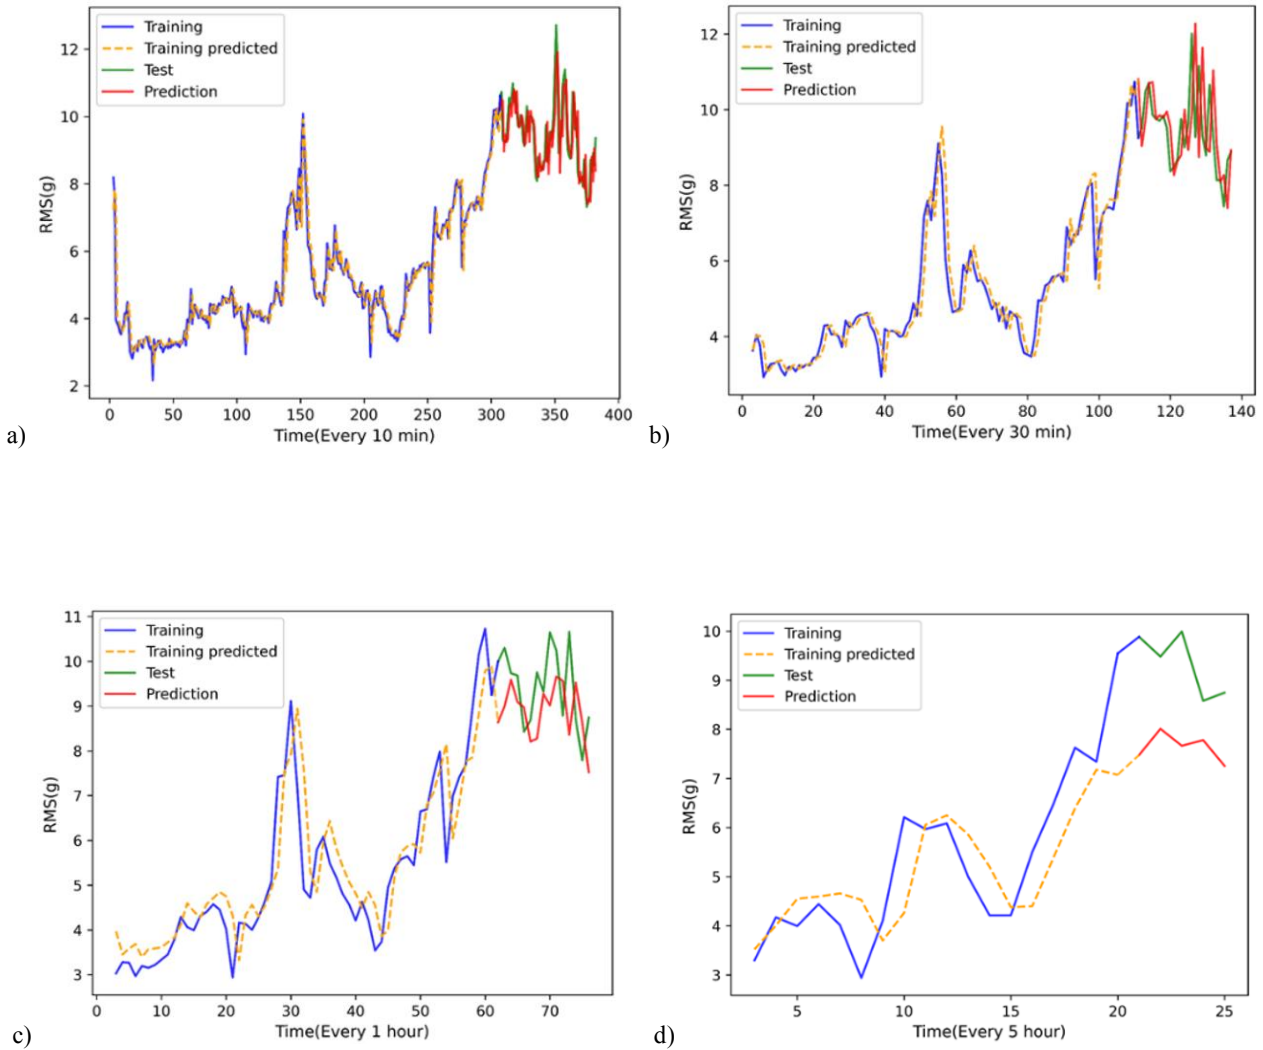 Training
Training predicted
Test
Prediction
12
10
8
6
4
2
RMS(g)
0 50 100 150 200 250 300 350 400
Time(Every 10 min)
a)
Training
Training predicted
Test
Prediction
12
10
8
6
4
RMS(g)
0 20 40 60 80 100 120 140
Time(Every 30 min)
b)
Training
Training predicted
Test
Prediction
11
10
9
8
7
6
5
4
3
RMS(g)
0 10 20 30 40 50 60 70
Time(Every 1 hour)
c)
Training
Training predicted
Test
Prediction
10
9
8
7
6
5
4
3
RMS(g)
5 10 15 20 25
Time(Every 5 hour)
d)